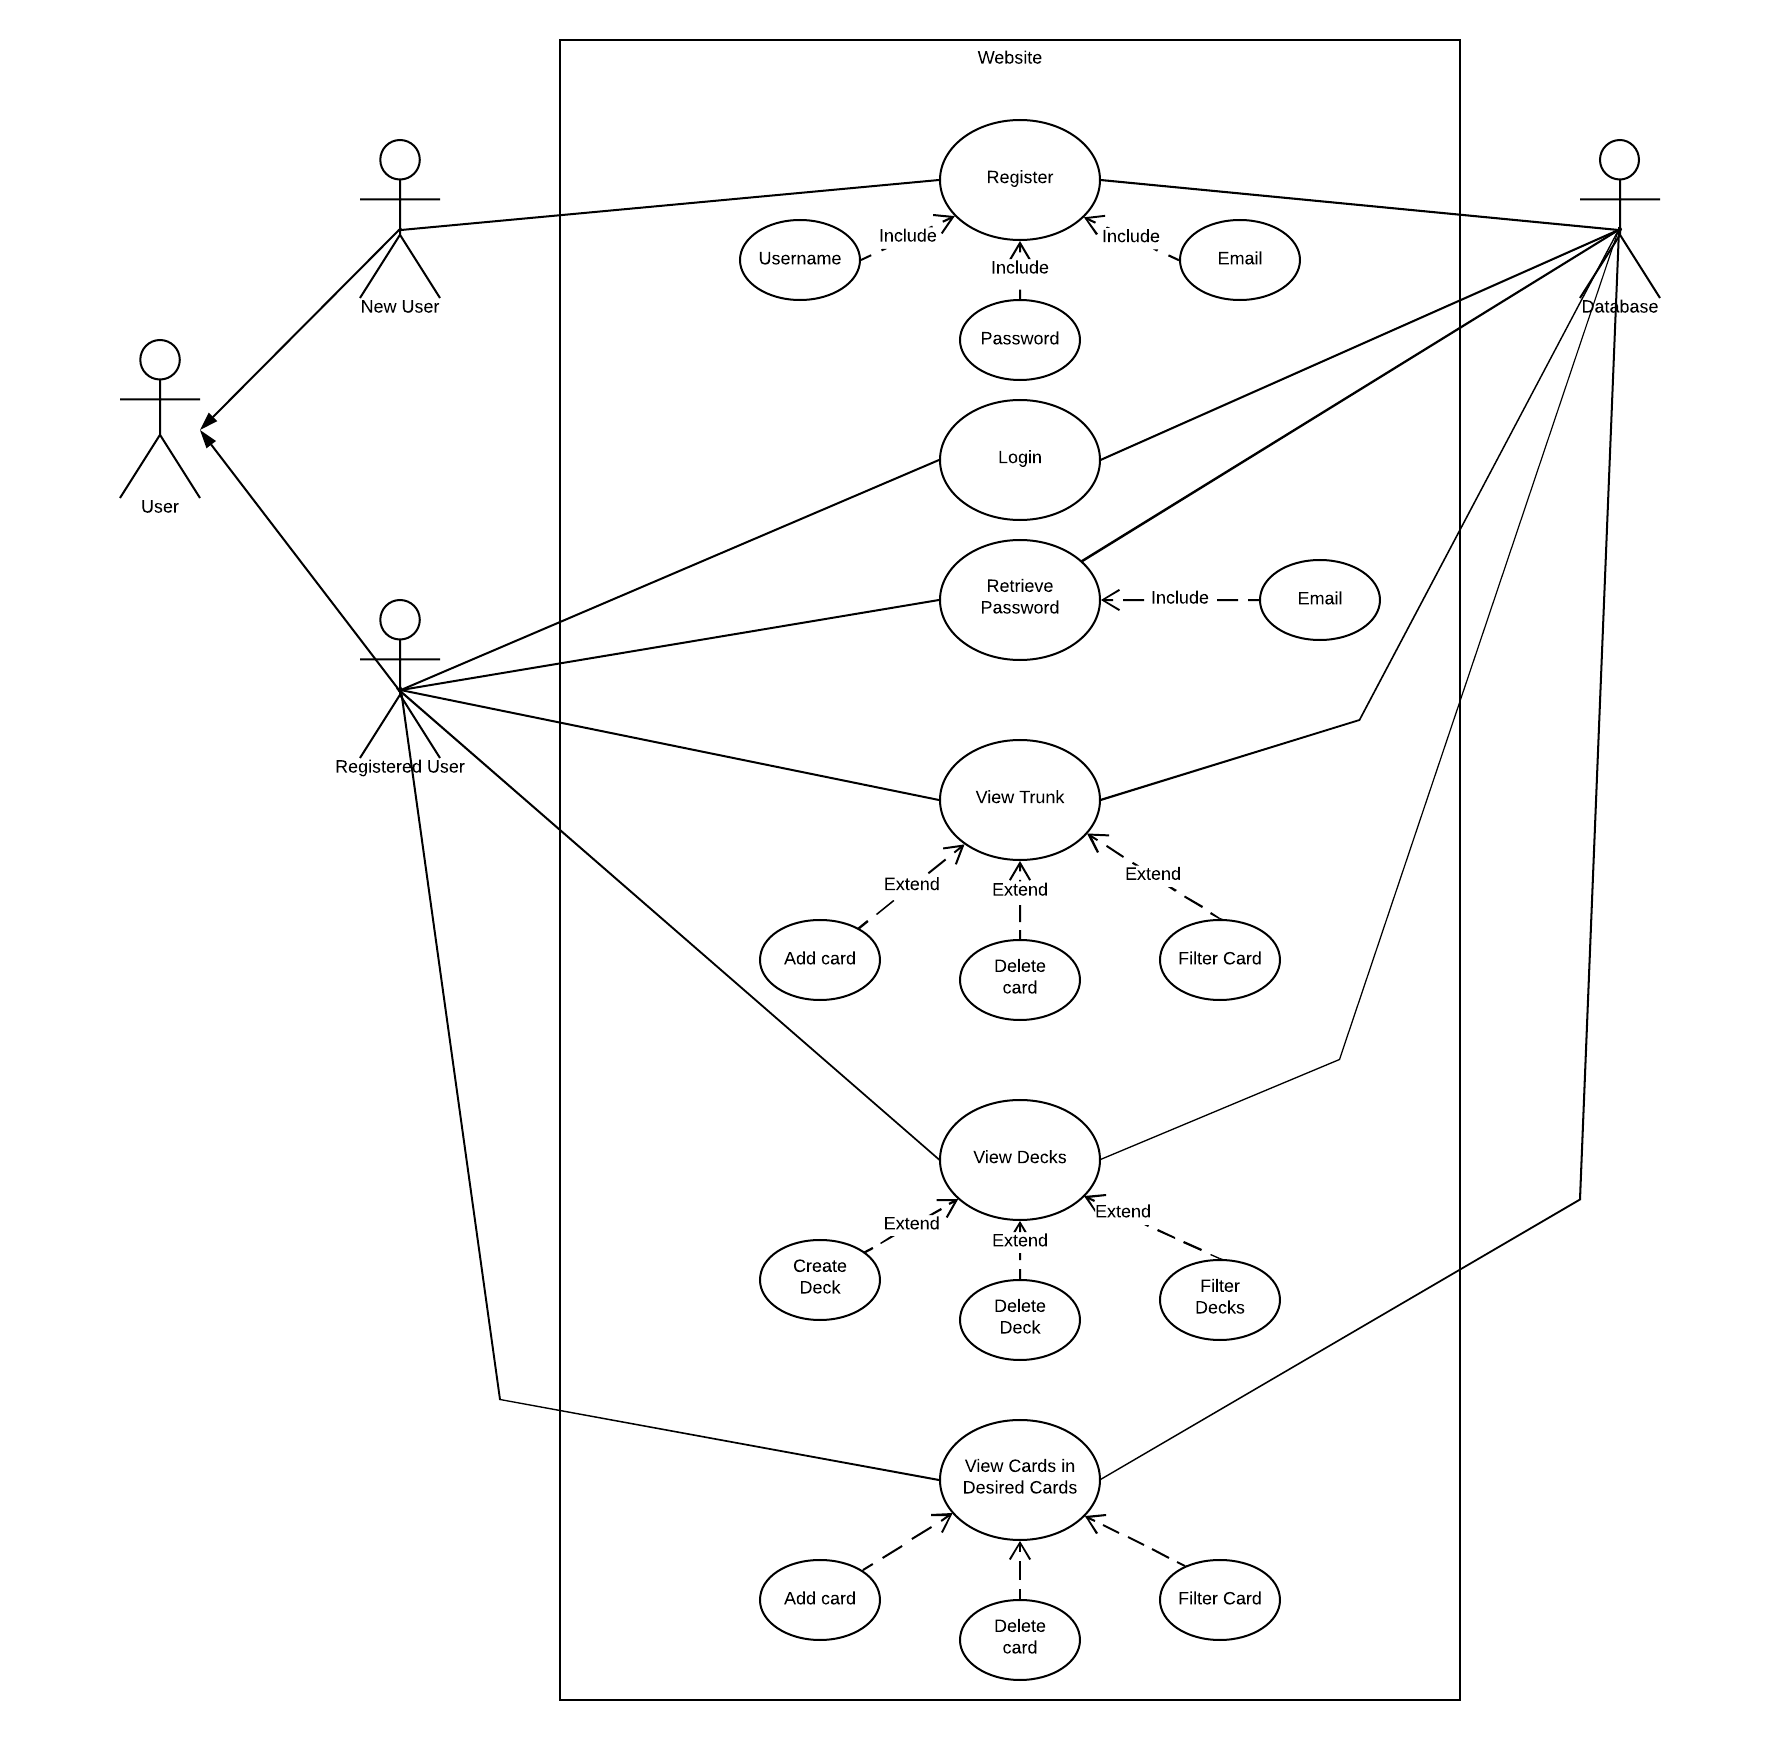 Website
Register
Include
Include
Username
Include
Email
New User
Database
Password
Login
User
Retrieve
Password
Include
Email
Registered User
View Trunk
Extend
Extend
Extend
Add card
Delete
card
Filter Card
View Decks
Extend
Extend
Extend
Create
Deck
Delete
Deck
Filter
Decks
View Cards in
Desired Cards
Add card
Delete
card
Filter Card